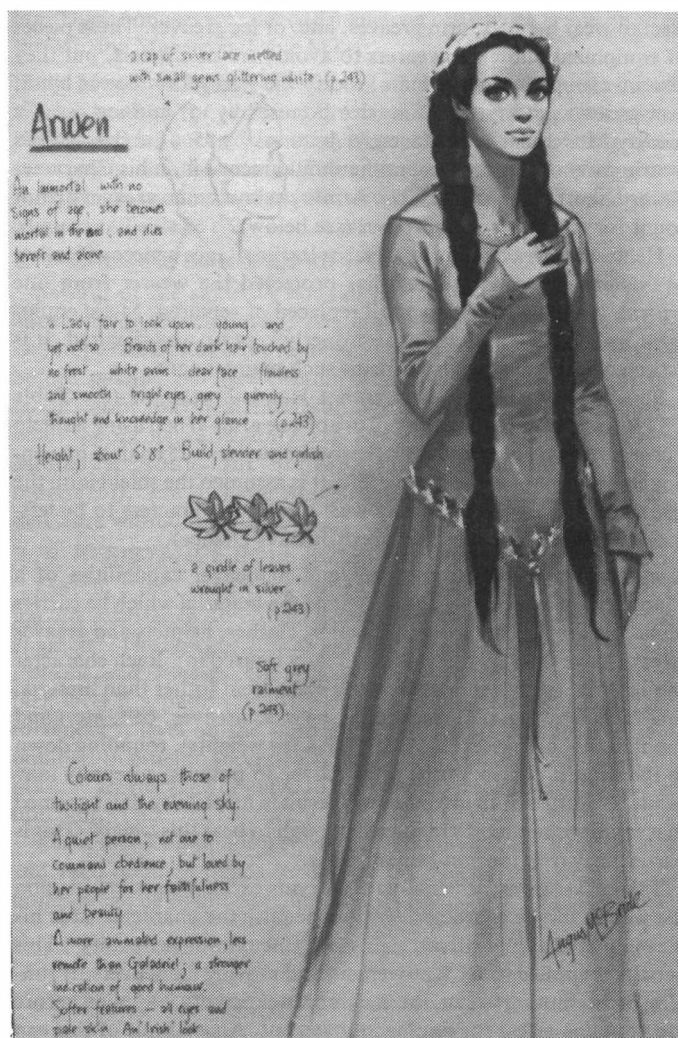 a cap of silver lace netted
with small gems glittering white (p.243)
Arwen
An Immortal with no
signs of age, she becomes
mortal in the end, and dies
bereft and alone.
a Lady fair to look upon.. young and
yet not so.. Braids of her dark hair touched by
no frost.. white arms.. clear face.. flawless
and smooth.. bright eyes, grey.. queenly
thought and knowledge in her glance (p.243)
Height, about 5'8" Build, slender and girlish
a girdle of leaves
wrought in silver
(p.243)
Soft grey
raiment
(p.243).
Colours always those of
twilight and the evening sky.
A quiet person, not one to
command obedience, but loved by
her people for her faithfulness
and beauty
A more animated expression, less
remote than Galadriel; a stronger
indication of good humour.
Softer features - all eyes and
pale skin An "Irish" look
Angus McBride